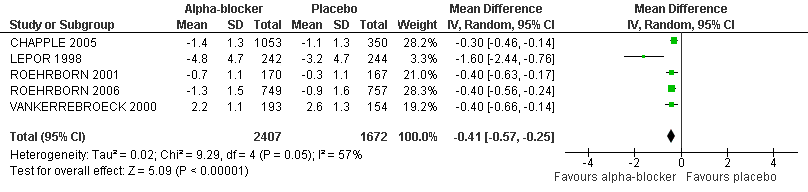 Alpha-blocker Placebo Mean Difference Mean Difference
Study or Subgroup Mean SD Total Mean SD Total Weight IV, Random, 95% CI IV, Random, 95% CI
CHAPPLE 2005 -1.4 1.3 1053 -1.1 1.3 350 28.2% -0.30 [-0.46, -0.14]
LEPOR 1998 -4.8 4.7 242 -3.2 4.7 244 3.3% -1.60 [-2.44, -0.76]
ROEHRBORN 2001 -0.7 1.1 170 -0.3 1.1 167 21.8% -0.40 [-0.63, -0.17]
ROEHRBORN 2006 -1.3 1.5 749 -0.9 1.6 757 28.3% -0.40 [-0.56, -0.24]
VANKERREBROECK 2000 2.2 1.1 193 2.6 1.3 154 19.2% -0.40 [-0.66, -0.14]
Total (95% CI) 2407 1672 100.0% -0.41 [-0.57, -0.25]
Heterogeneity: Tau² = 0.02; Chi² = 9.29, df = 4 (P = 0.05); I² = 57%
Test for overall effect: Z = 5.09 (P < 0.00001)
-4 -2 0 2 4
Favours alpha-blocker Favours placebo